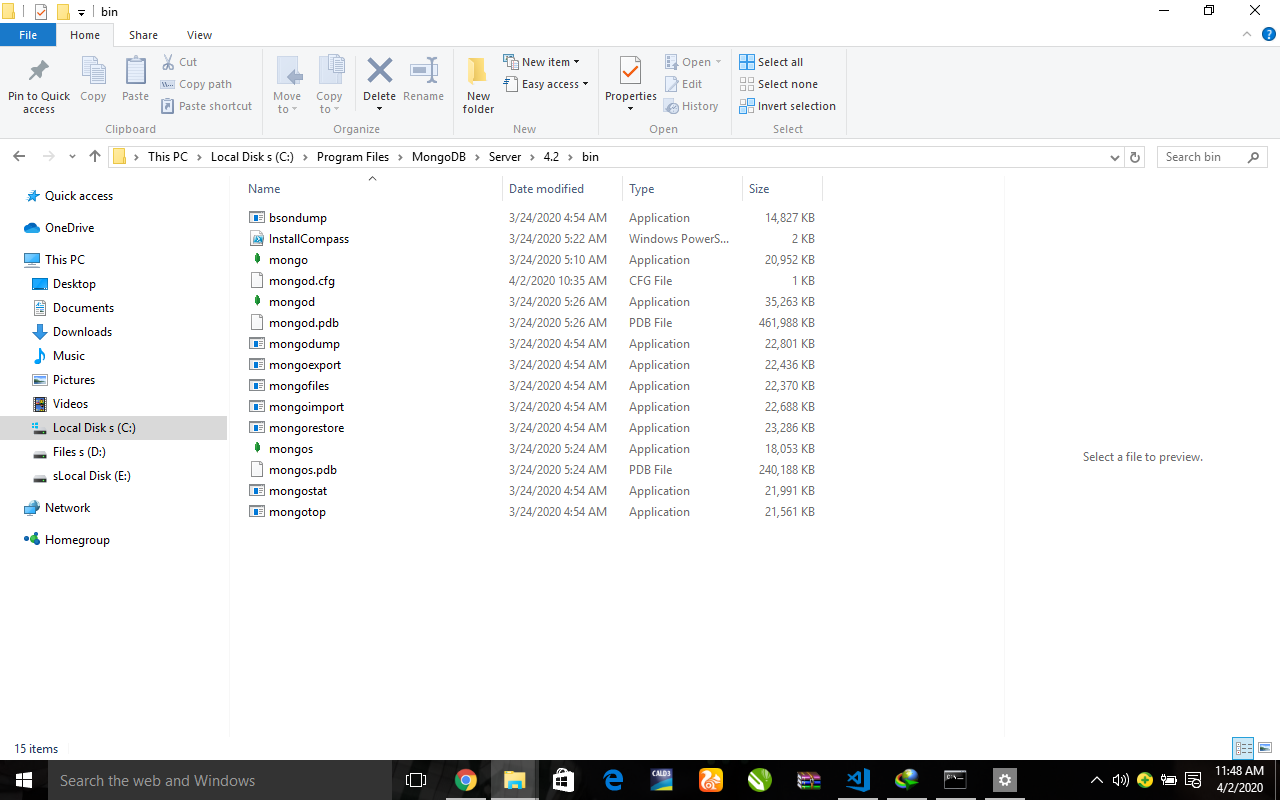 bin
File Home Share View
Pin to Quick access
Copy
Paste
Cut
Copy path
Paste shortcut
Clipboard
Move to
Copy to
Delete
Rename
Organize
New folder
New item
Easy access
New
Properties
Open
Edit
History
Open
Select all
Select none
Invert selection
Select
This PC Local Disk s (C:) Program Files MongoDB Server 4.2 bin
Search bin
Quick access
OneDrive
This PC
Desktop
Documents
Downloads
Music
Pictures
Videos
Local Disk s (C:)
Files s (D:)
sLocal Disk (E:)
Network
Homegroup
Name Date modified Type Size
bsondump 3/24/2020 4:54 AM Application 14,827 KB
InstallCompass 3/24/2020 5:22 AM Windows PowerS... 2 KB
mongo 3/24/2020 5:10 AM Application 20,952 KB
mongod.cfg 4/2/2020 10:35 AM CFG File 1 KB
mongod 3/24/2020 5:26 AM Application 35,263 KB
mongod.pdb 3/24/2020 5:26 AM PDB File 461,988 KB
mongodump 3/24/2020 4:54 AM Application 22,801 KB
mongoexport 3/24/2020 4:54 AM Application 22,436 KB
mongofiles 3/24/2020 4:54 AM Application 22,370 KB
mongoimport 3/24/2020 4:54 AM Application 22,688 KB
mongorestore 3/24/2020 4:54 AM Application 23,286 KB
mongos 3/24/2020 5:24 AM Application 18,053 KB
mongos.pdb 3/24/2020 5:24 AM PDB File 240,188 KB
mongostat 3/24/2020 4:54 AM Application 21,991 KB
mongotop 3/24/2020 4:54 AM Application 21,561 KB
Select a file to preview.
15 items
Search the web and Windows
CALD3
11:48 AM
4/2/2020